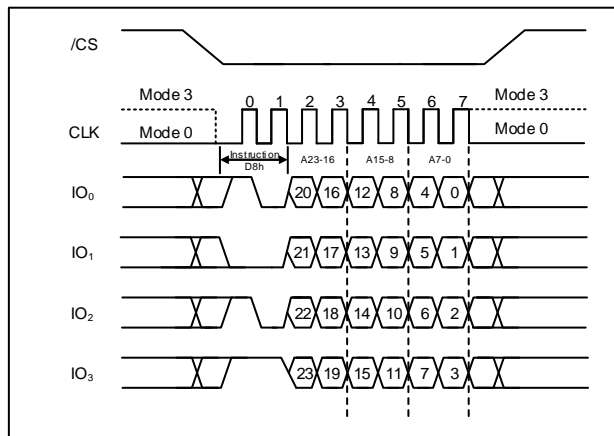 /CS
Mode 3 0 1 2 3 4 5 6 7 Mode 3
CLK Mode 0 Mode 0
Instruction
D8h A23-16 A15-8 A7-0
IO0 20 16 12 8 4 0
IO1 21 17 13 9 5 1
IO2 22 18 14 10 6 2
IO3 23 19 15 11 7 3